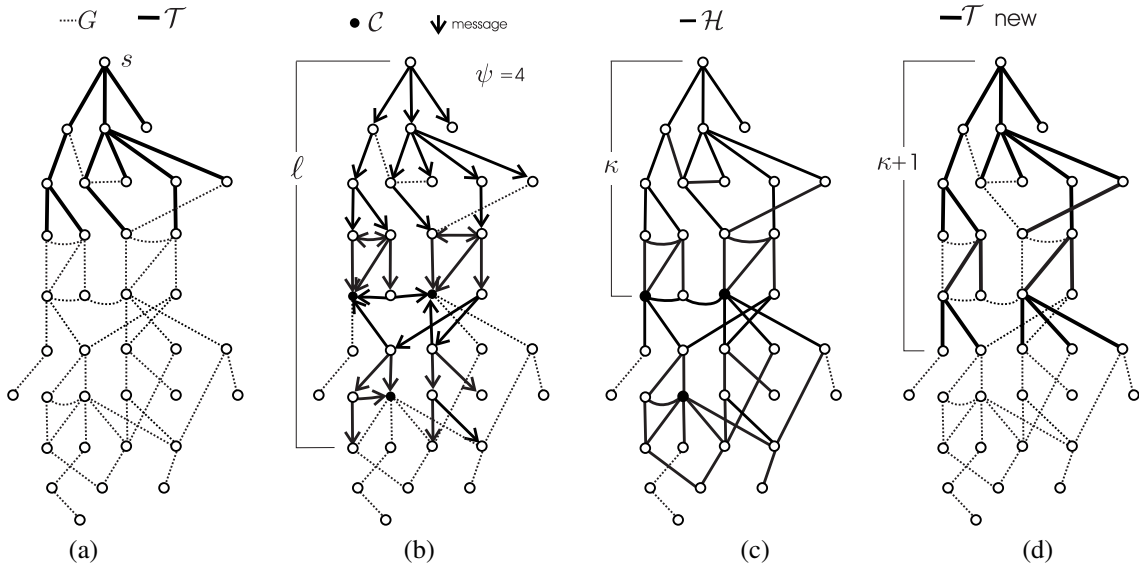 G 𝒯
𝒞 message
ℋ
𝒯 new
s
ψ = 4
ℓ
κ
κ+1
(a) (b) (c) (d)